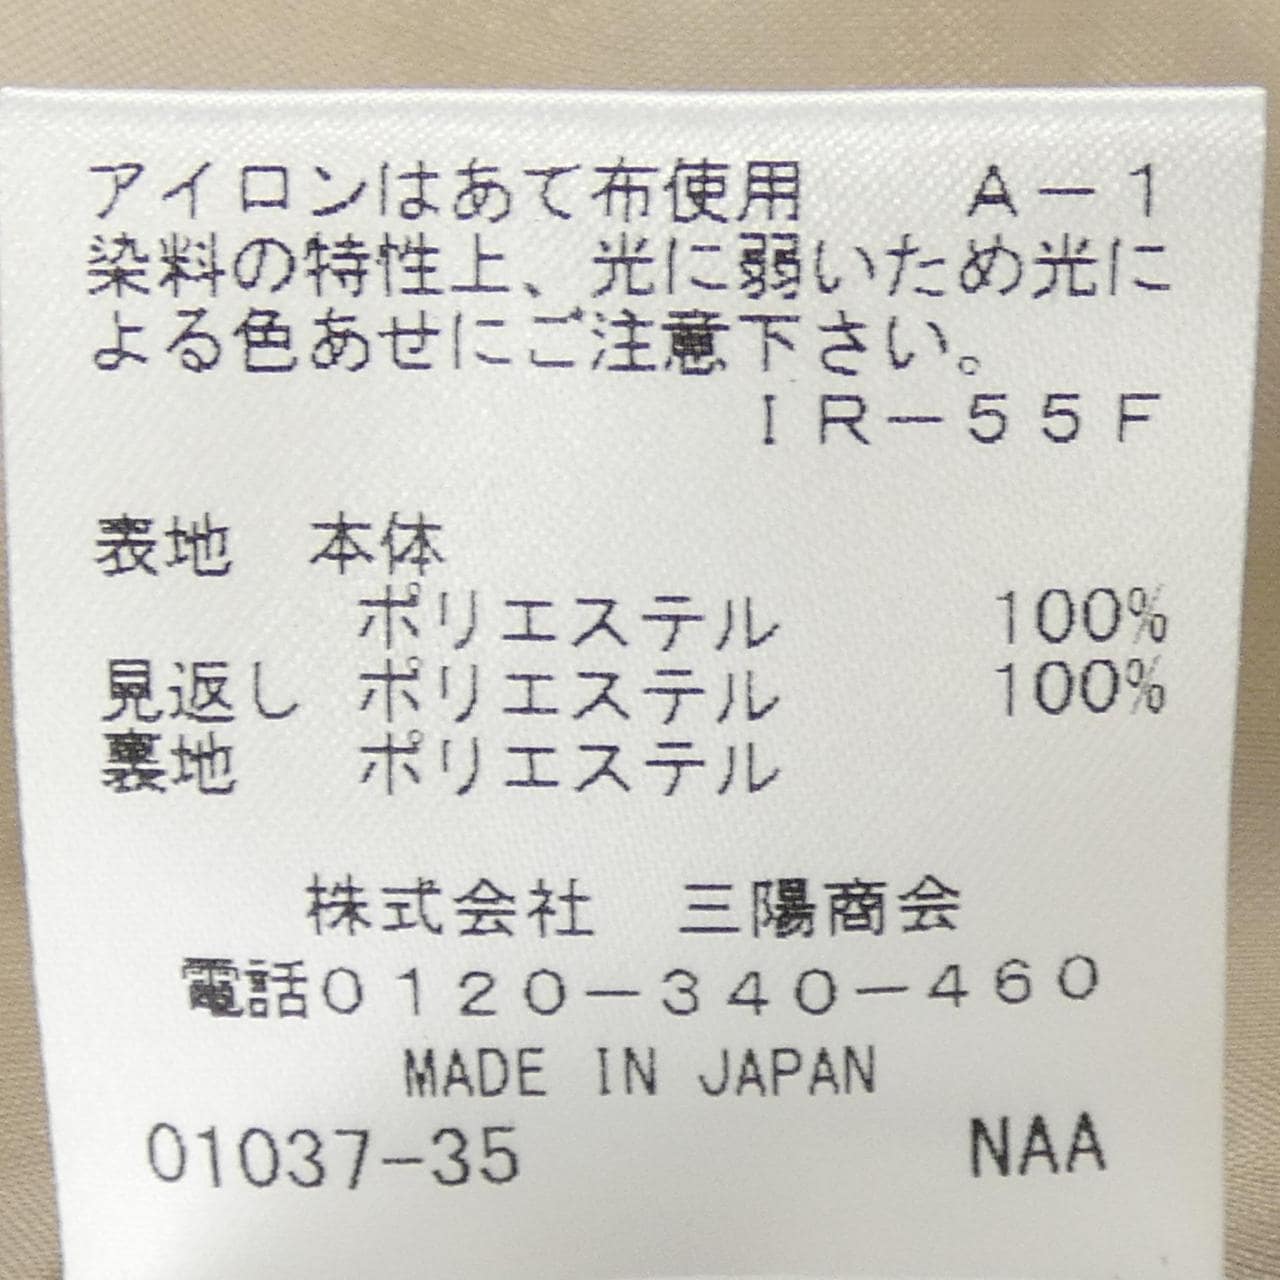 アイロンはあて布使用　A－1
染料の特性上、光に弱いため光に
よる色あせにご注意下さい。
IR－55F
表地　本体
ポリエステル　100%
見返し　ポリエステル　100%
裏地　ポリエステル
株式会社　三陽商会
電話0120－340－460
MADE IN JAPAN
01037-35　NAA